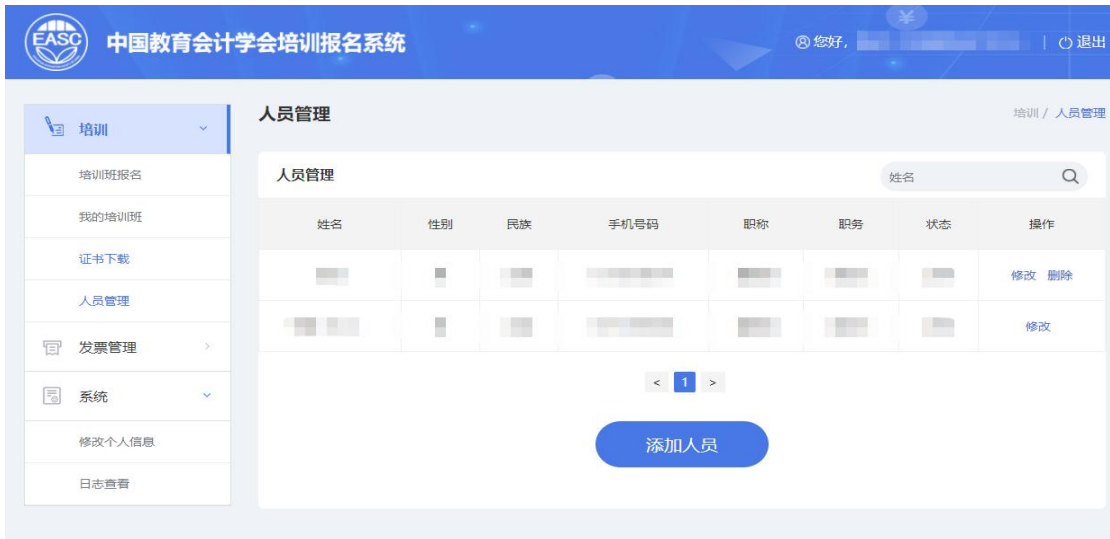 EASC
中国教育会计学会培训报名系统
您好，
退出
培训
培训班报名
我的培训班
证书下载
人员管理
发票管理
系统
修改个人信息
日志查看
人员管理
培训 / 人员管理
人员管理
姓名
姓名 性别 民族 手机号码 职称 职务 状态 操作
修改 删除
修改
< 1 >
添加人员